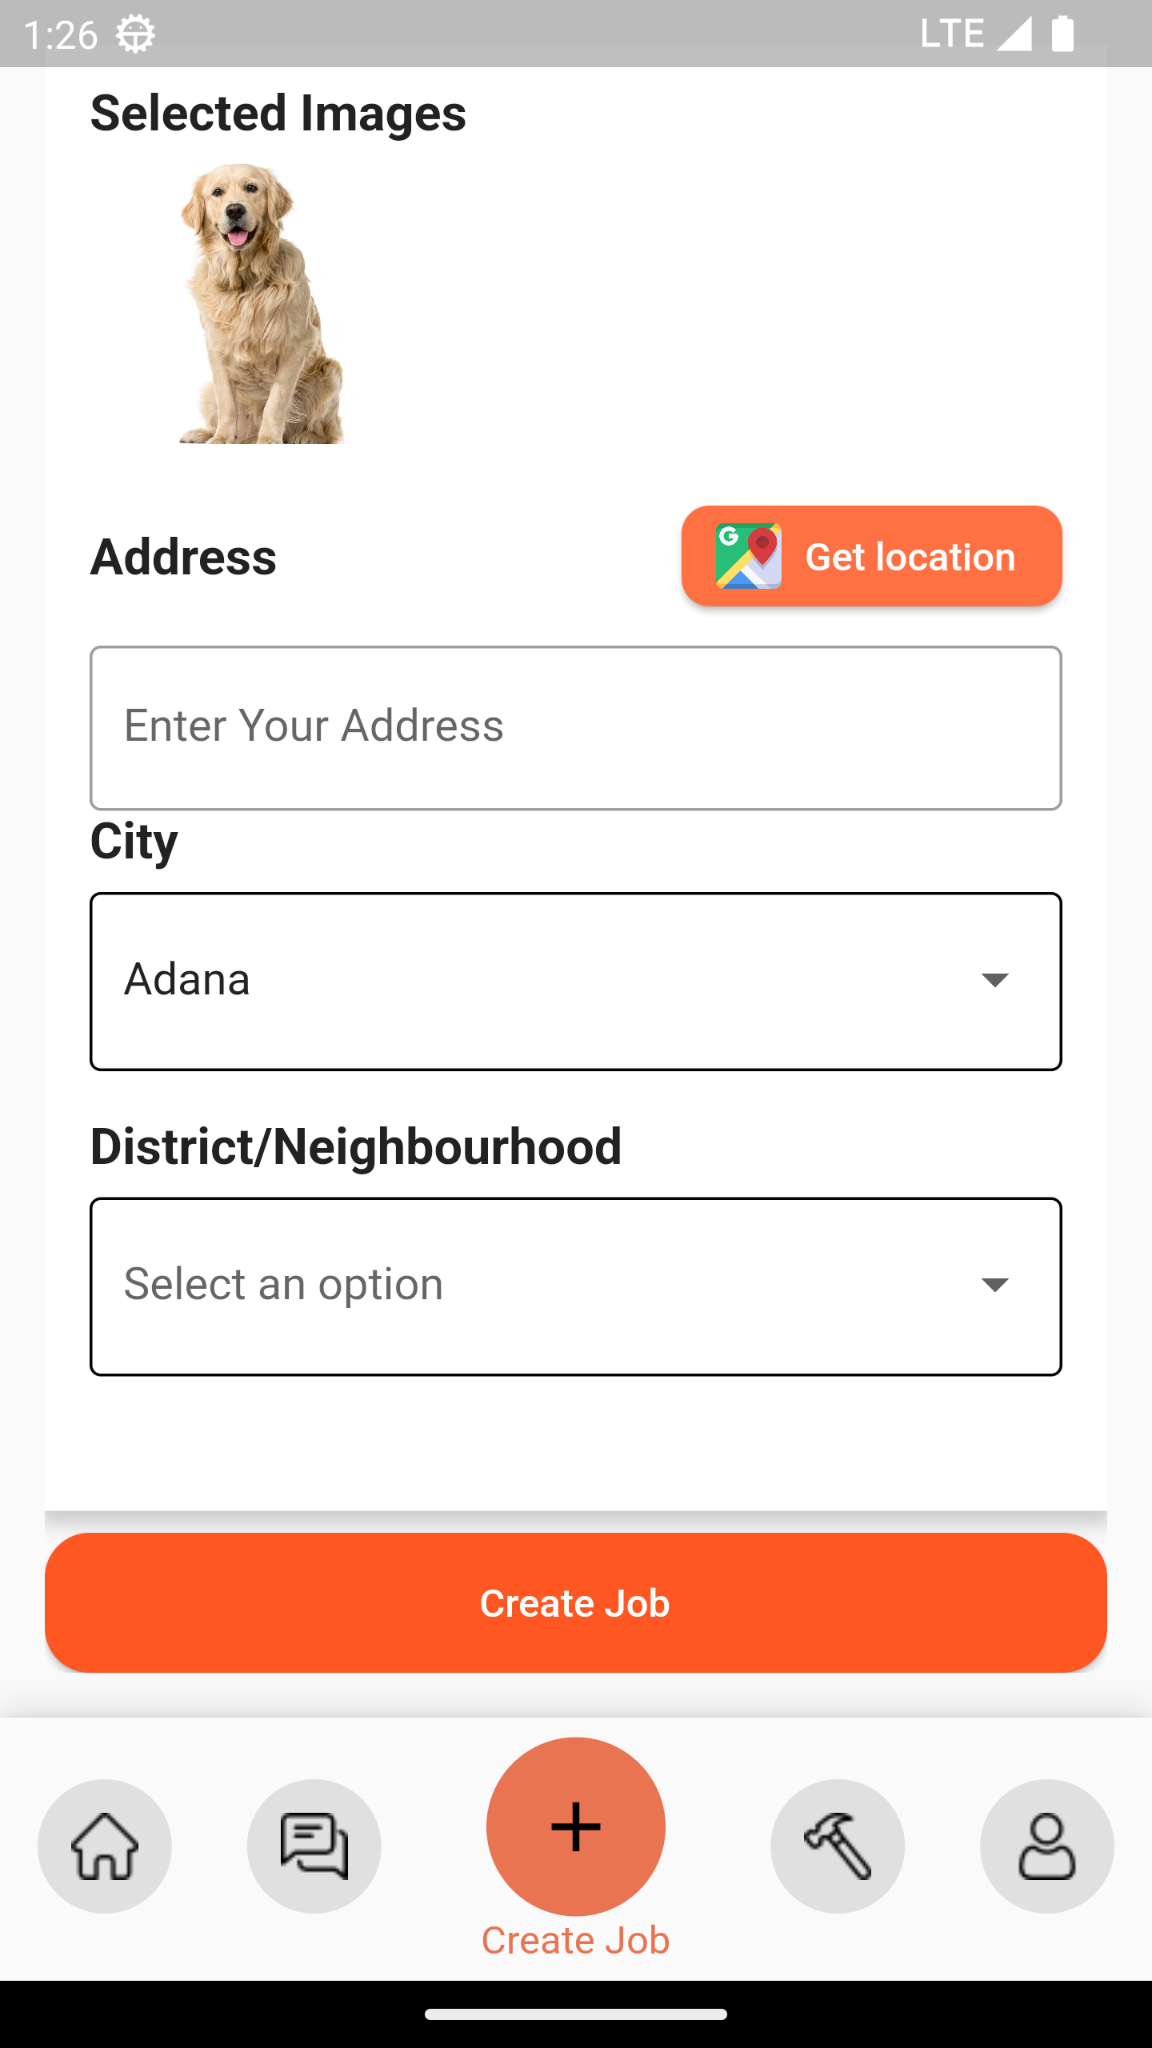 1:26
LTE
Selected Images
Address
G
Get location
Enter Your Address
City
Adana
District/Neighbourhood
Select an option
Create Job
Create Job